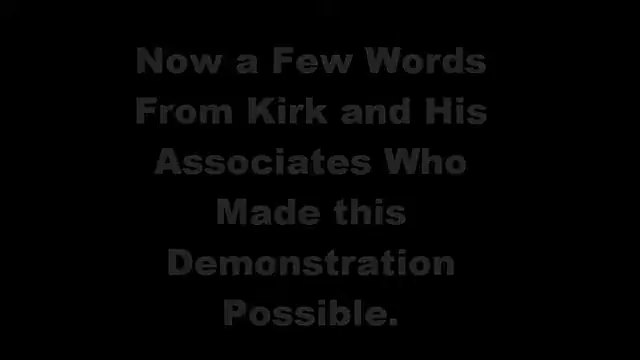 Now a Few Words
From Kirk and His
Associates Who
Made this
Demonstration
Possible.